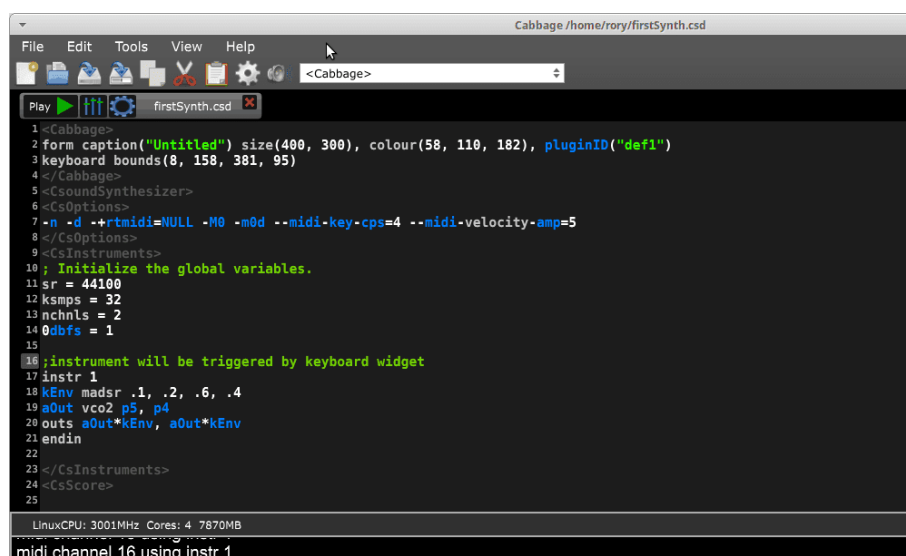 Cabbage /home/rory/firstSynth.csd
File Edit Tools View Help
<Cabbage>
Play firstSynth.csd
1 <Cabbage>
2 form caption("Untitled") size(400, 300), colour(58, 110, 182), pluginID("def1")
3 keyboard bounds(8, 158, 381, 95)
4 </Cabbage>
5 <CsoundSynthesizer>
6 <CsOptions>
7 -n -d -+rtmidi=NULL -M0 -m0d --midi-key-cps=4 --midi-velocity-amp=5
8 </CsOptions>
9 <CsInstruments>
10 ; Initialize the global variables.
11 sr = 44100
12 ksmps = 32
13 nchnls = 2
14 0dbfs = 1
15
16 ;instrument will be triggered by keyboard widget
17 instr 1
18 kEnv madsr .1, .2, .6, .4
19 aOut vco2 p5, p4
20 outs aOut*kEnv, aOut*kEnv
21 endin
22
23 </CsInstruments>
24 <CsScore>
25
LinuxCPU: 3001MHz Cores: 4 7870MB
midi channel 16 using instr 1